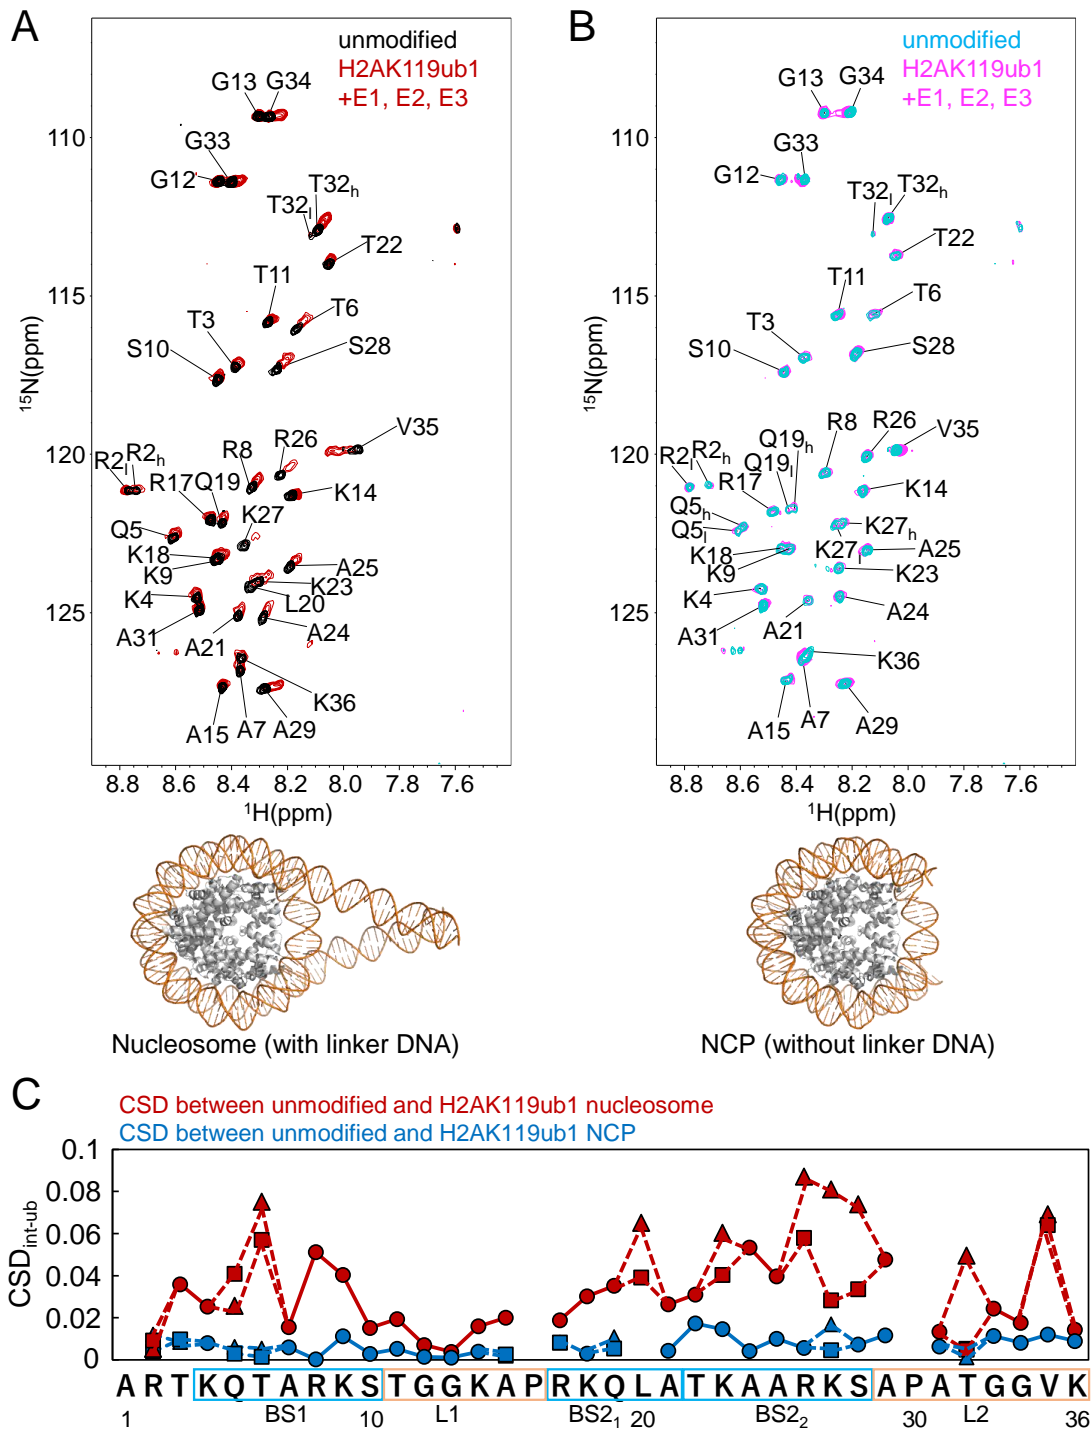 A
unmodified
H2AK119ub1
+E1, E2, E3
G13 G34
G33
G12
T32h
T32l
T22
T11
T6
T3
S10
S28
V35
R26
R8
R2l R2h
R17 Q19
K14
K27
Q5
K18
K9
A25
K23
L20
K4
A31
A21
A24
K36
A15 A7 A29
110
115
120
125
15N(ppm)
8.8 8.6 8.4 8.2 8.0 7.8 7.6
1H(ppm)
Nucleosome (with linker DNA)
B
unmodified
H2AK119ub1
+E1, E2, E3
G13 G34
G33
G12
T32l T32h
T22
T11
T6
T3
S10
S28
R8 R26
V35
Q19h
Q19l
R2l R2h
R17
K14
Q5h
Q5l
K27h
K27l
K18
K9
A25
K23
K4
A24
A31
A21
K36
A15 A7 A29
110
115
120
125
15N(ppm)
8.8 8.6 8.4 8.2 8.0 7.8 7.6
1H(ppm)
NCP (without linker DNA)
C
CSD between unmodified and H2AK119ub1 nucleosome
CSD between unmodified and H2AK119ub1 NCP
CSDint-ub
0.1
0.08
0.06
0.04
0.02
0
A R T K Q T A R K S T G G K A P R K Q L A T K A A R K S A P A T G G V K
1 BS1 10 L1 BS21 20 BS22 30 L2 36